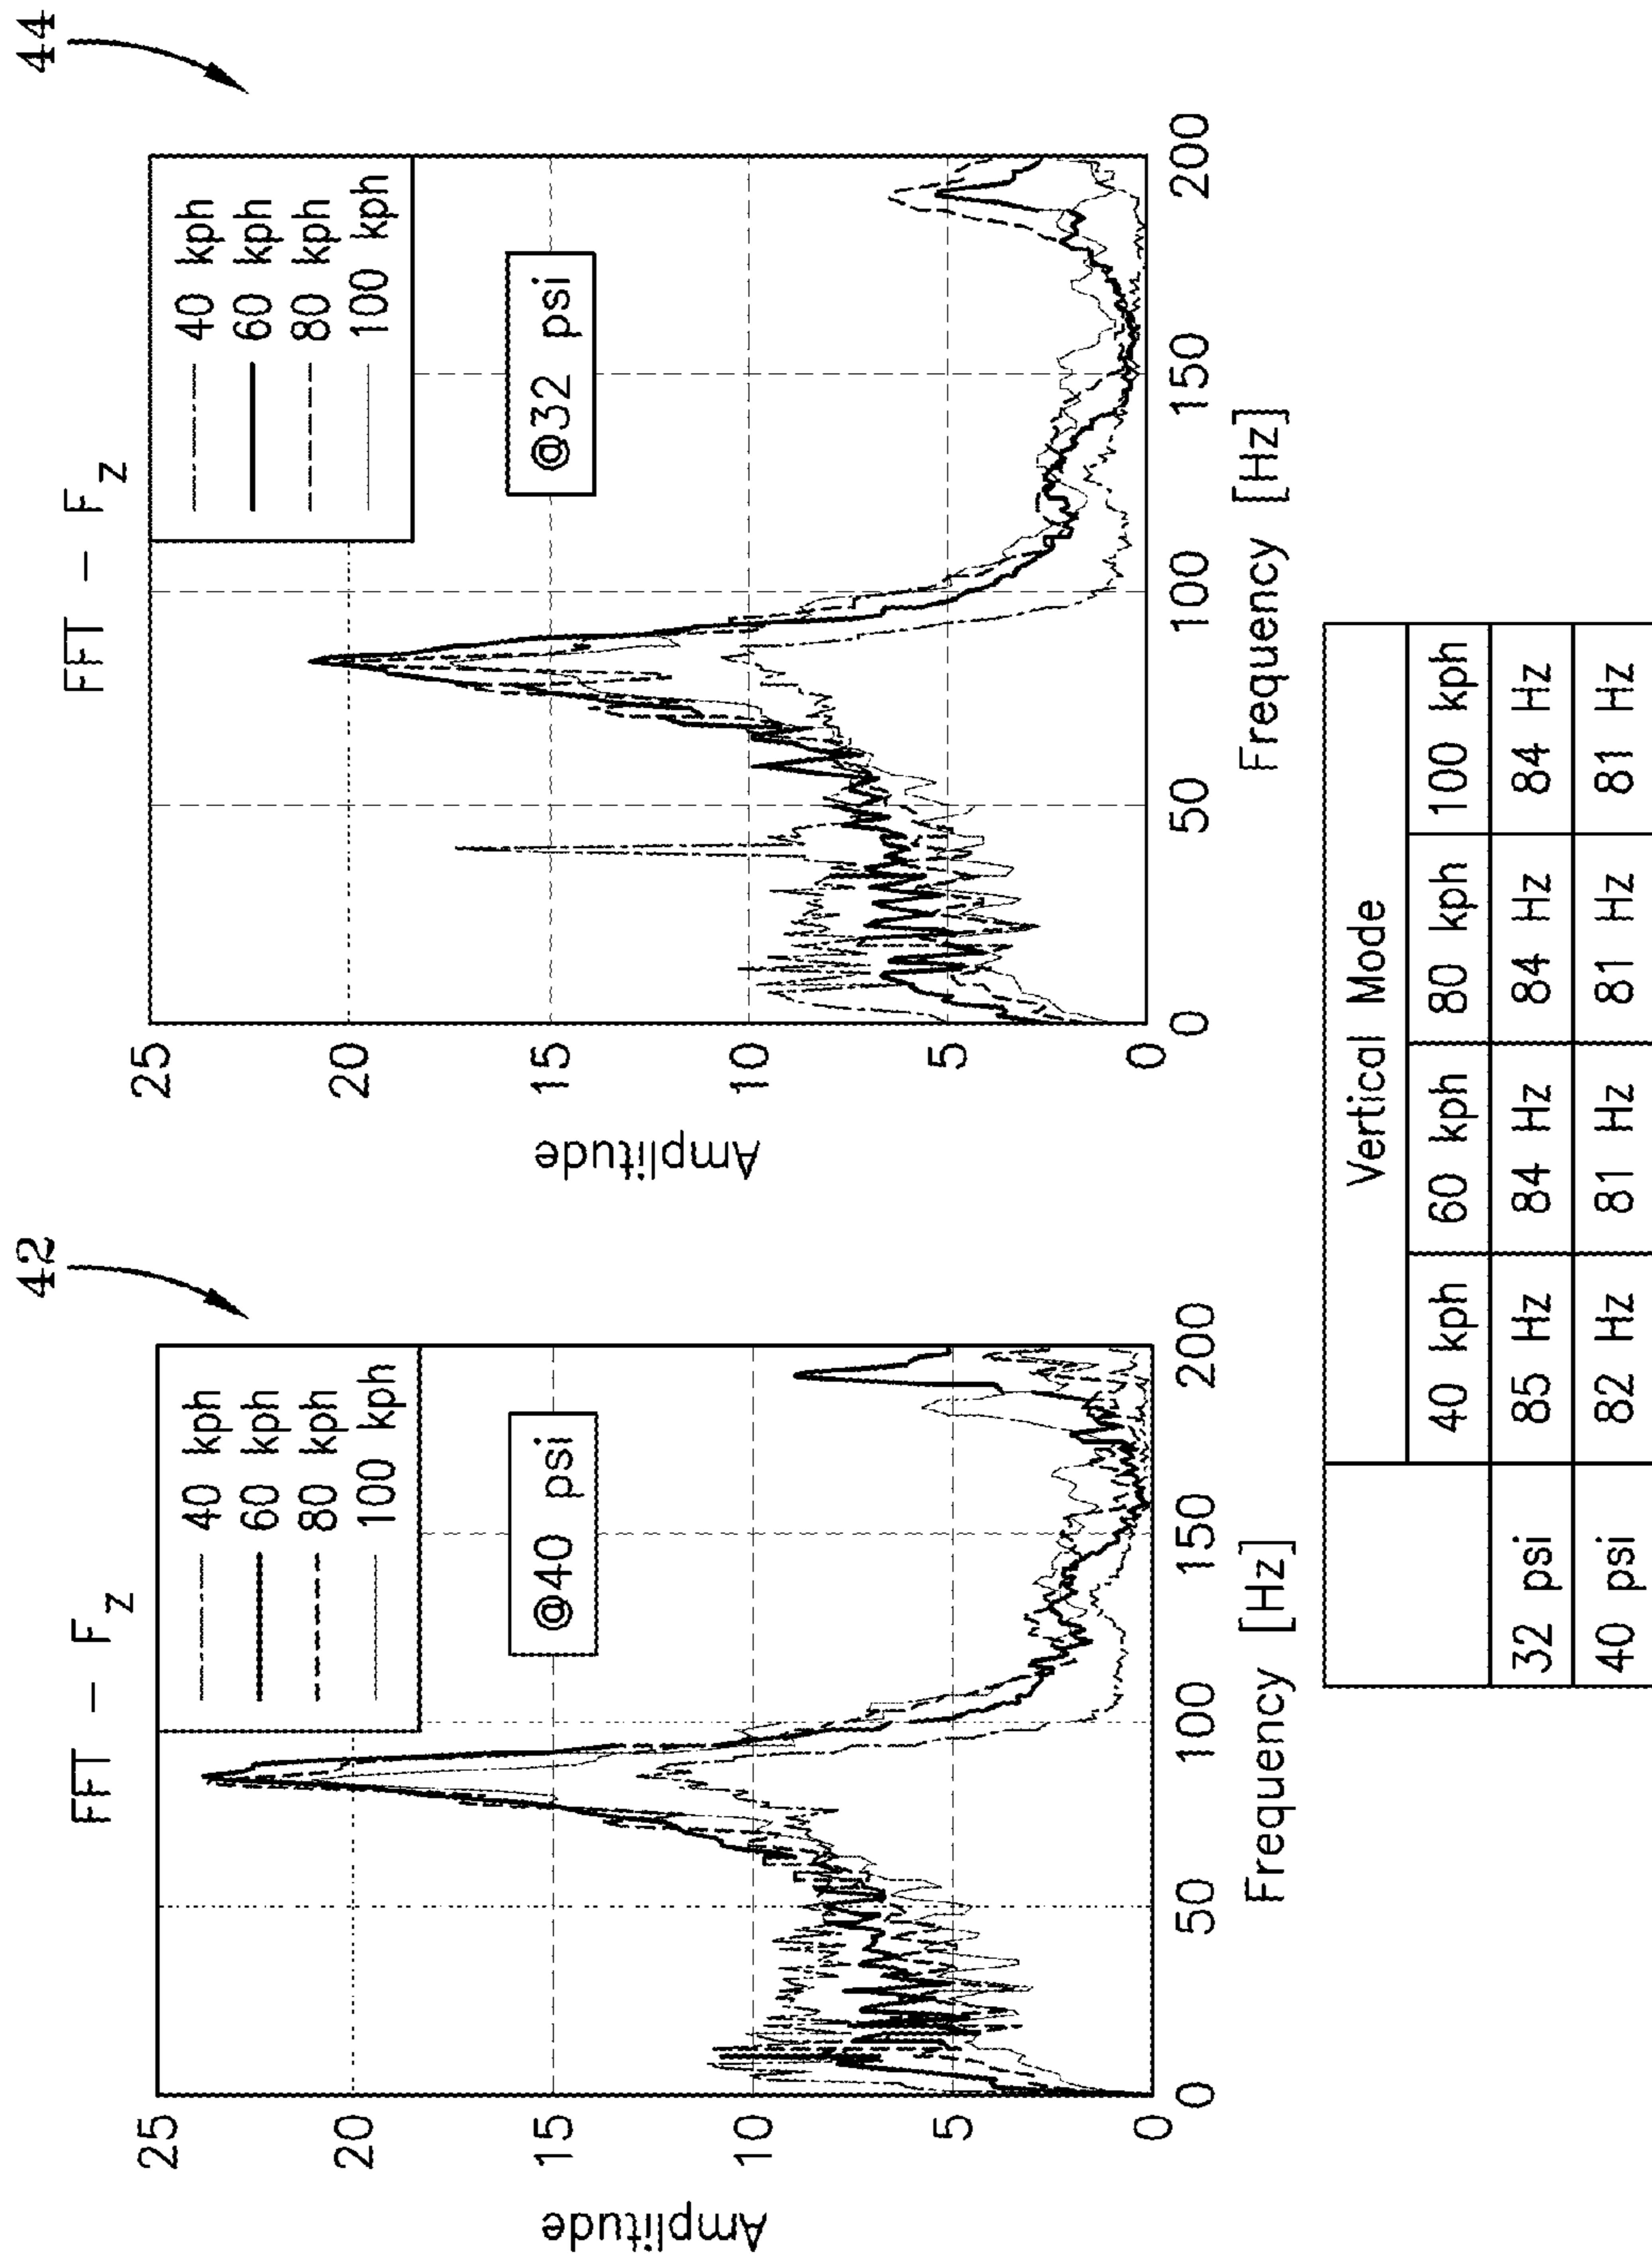 42
FFT – Fz
25
20
15
10
5
0
Amplitude
40 kph
60 kph
80 kph
100 kph
@40 psi
0 50 100 150 200
Frequency [Hz]
44
FFT – Fz
25
20
15
10
5
0
Amplitude
40 kph
60 kph
80 kph
100 kph
@32 psi
0 50 100 150 200
Frequency [Hz]
Vertical Mode
40 kph 60 kph 80 kph 100 kph
32 psi 85 Hz 84 Hz 84 Hz 84 Hz
40 psi 82 Hz 81 Hz 81 Hz 81 Hz